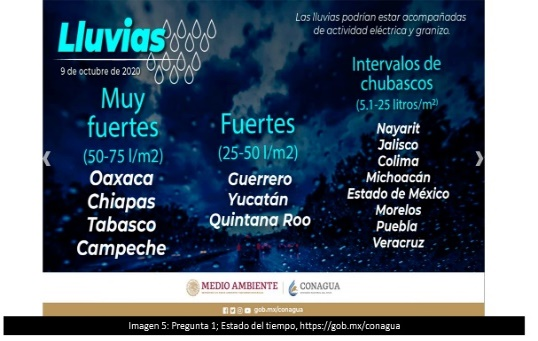 Lluvias
9 de octubre de 2020
Las lluvias podrían estar acompañadas
de actividad eléctrica y granizo.
Muy
fuertes
(50-75 l/m2)
Oaxaca
Chiapas
Tabasco
Campeche
Fuertes
(25-50 l/m2)
Guerrero
Yucatán
Quintana Roo
Intervalos de
chubascos
(5.1-25 litros/m²)
Nayarit
Jalisco
Colima
Michoacán
Estado de México
Morelos
Puebla
Veracruz
MEDIO AMBIENTE
CONAGUA
gob.mx/conagua
Imagen 5: Pregunta 1; Estado del tiempo, https://gob.mx/conagua